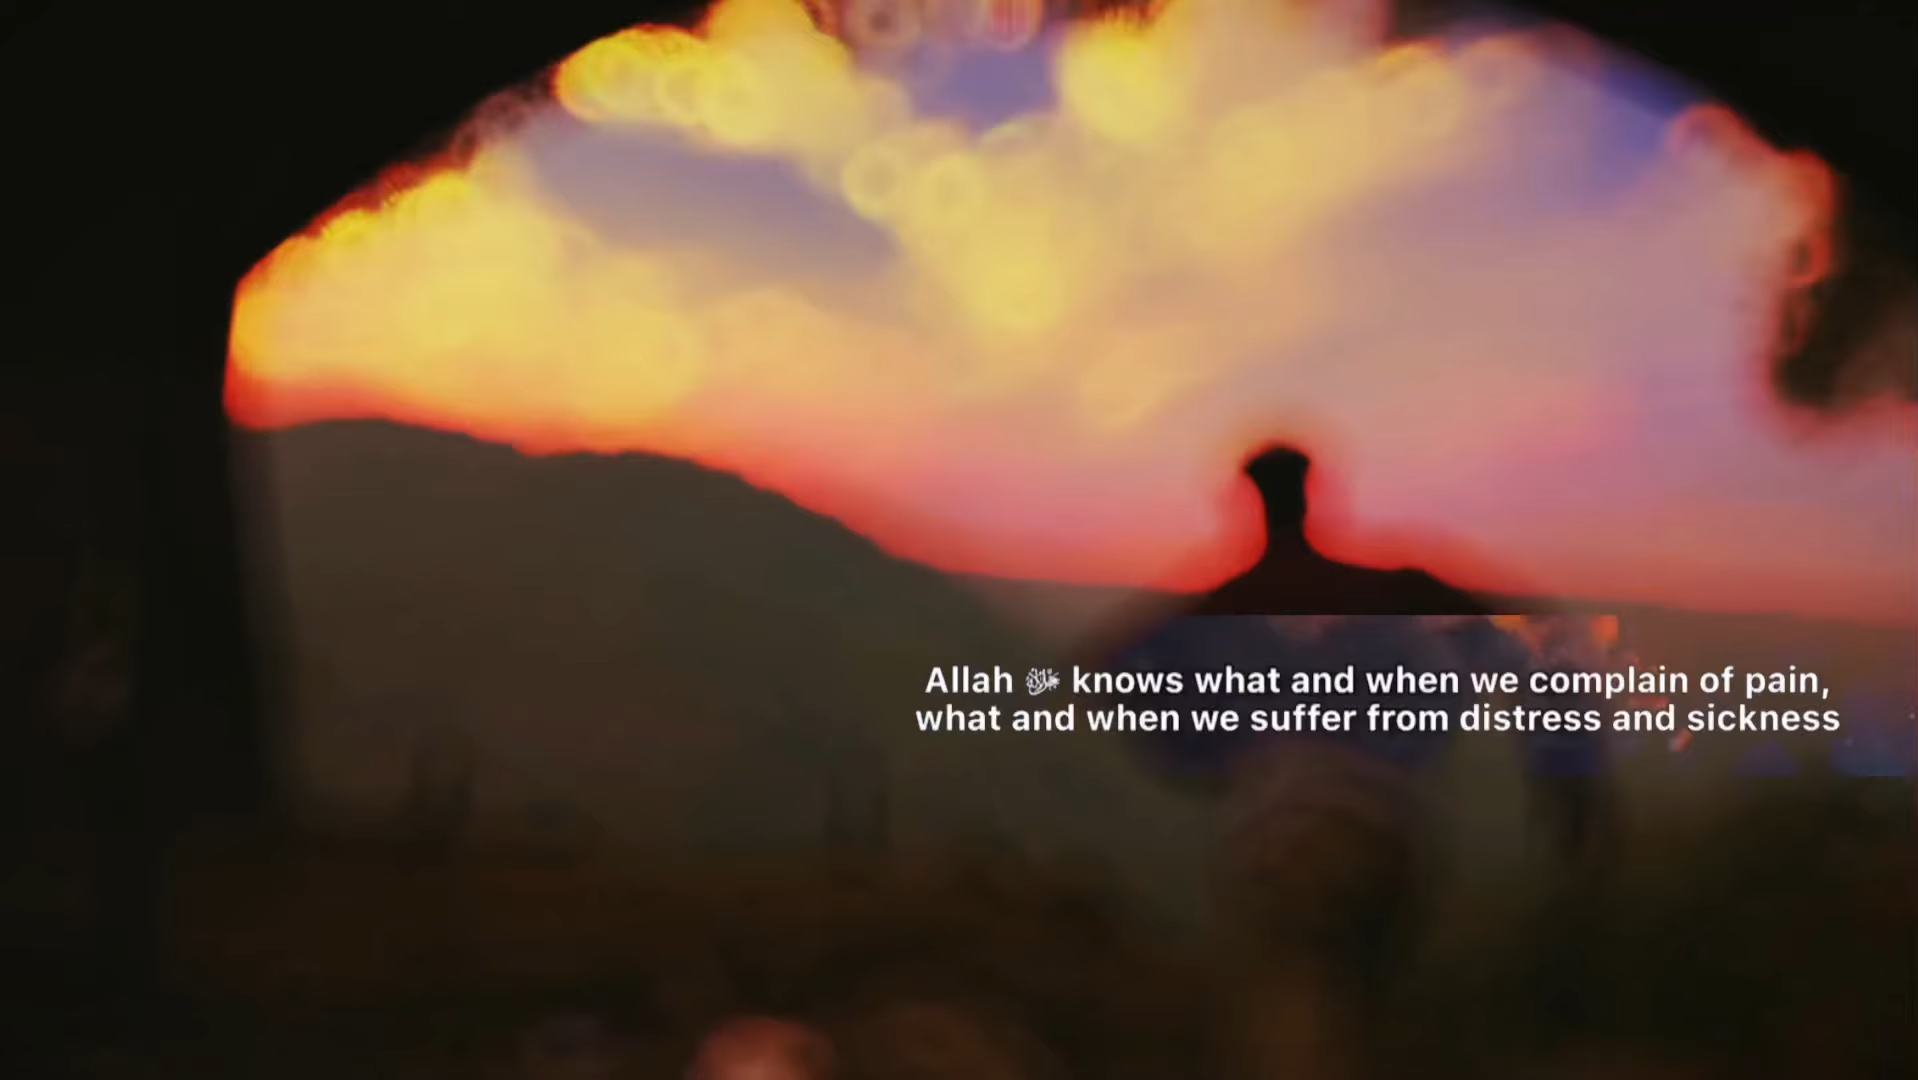 Allah ﷻ knows what and when we complain of pain,
what and when we suffer from distress and sickness